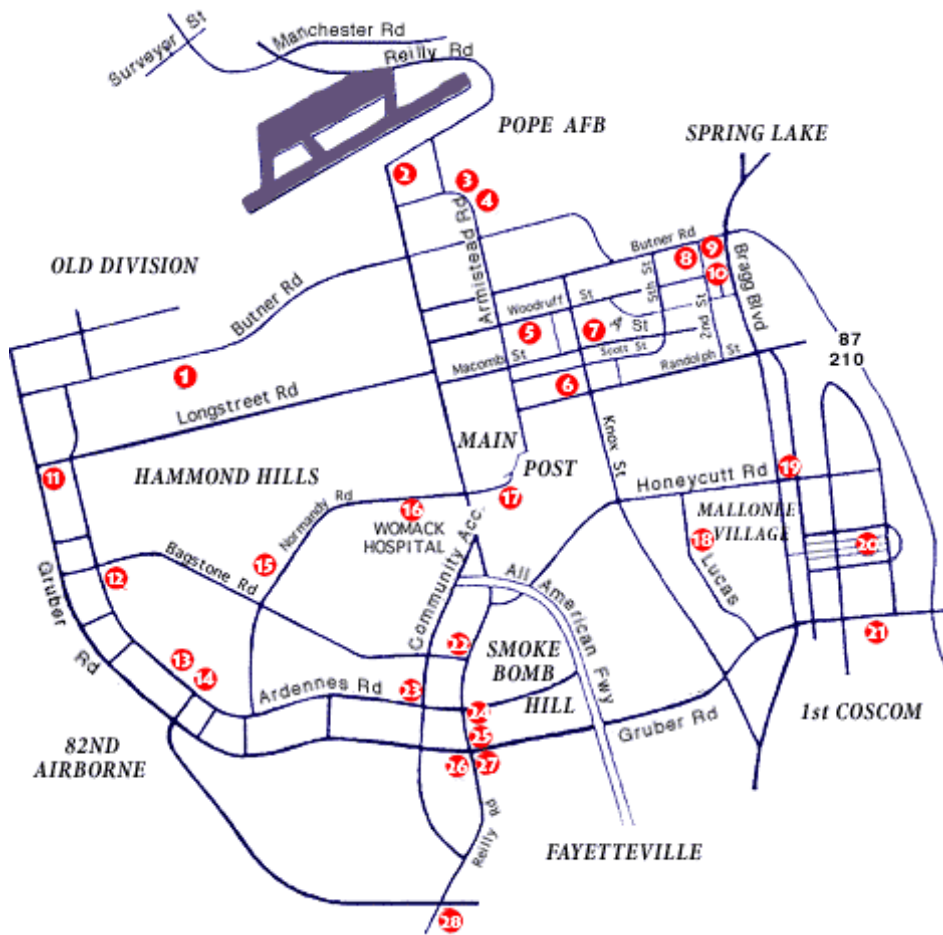 Surveyor St
Manchester Rd
Reilly Rd
POPE AFB
SPRING LAKE
2
3
4
Armistead Rd
OLD DIVISION
Butner Rd
Butner Rd
8
9
10
Bragg Blvd
5th St
2nd St
Woodruff St
5
7
A St
Scott St
Macomb St
Randolph St
87
210
1
6
Longstreet Rd
MAIN
POST
Knox St
11
HAMMOND HILLS
Normandy Rd
16
17
WOMACK
HOSPITAL
Honeycutt Rd
19
MALLONEE
VILLAGE
18
20
Lucas
15
Bagstone Rd
12
Gruber
Rd
Community Acc.
All American Fwy
21
22
SMOKE
BOMB
HILL
13
14
Ardennes Rd
23
24
25
26
27
Gruber Rd
1st COSCOM
82ND
AIRBORNE
Reilly Rd
FAYETTEVILLE
28